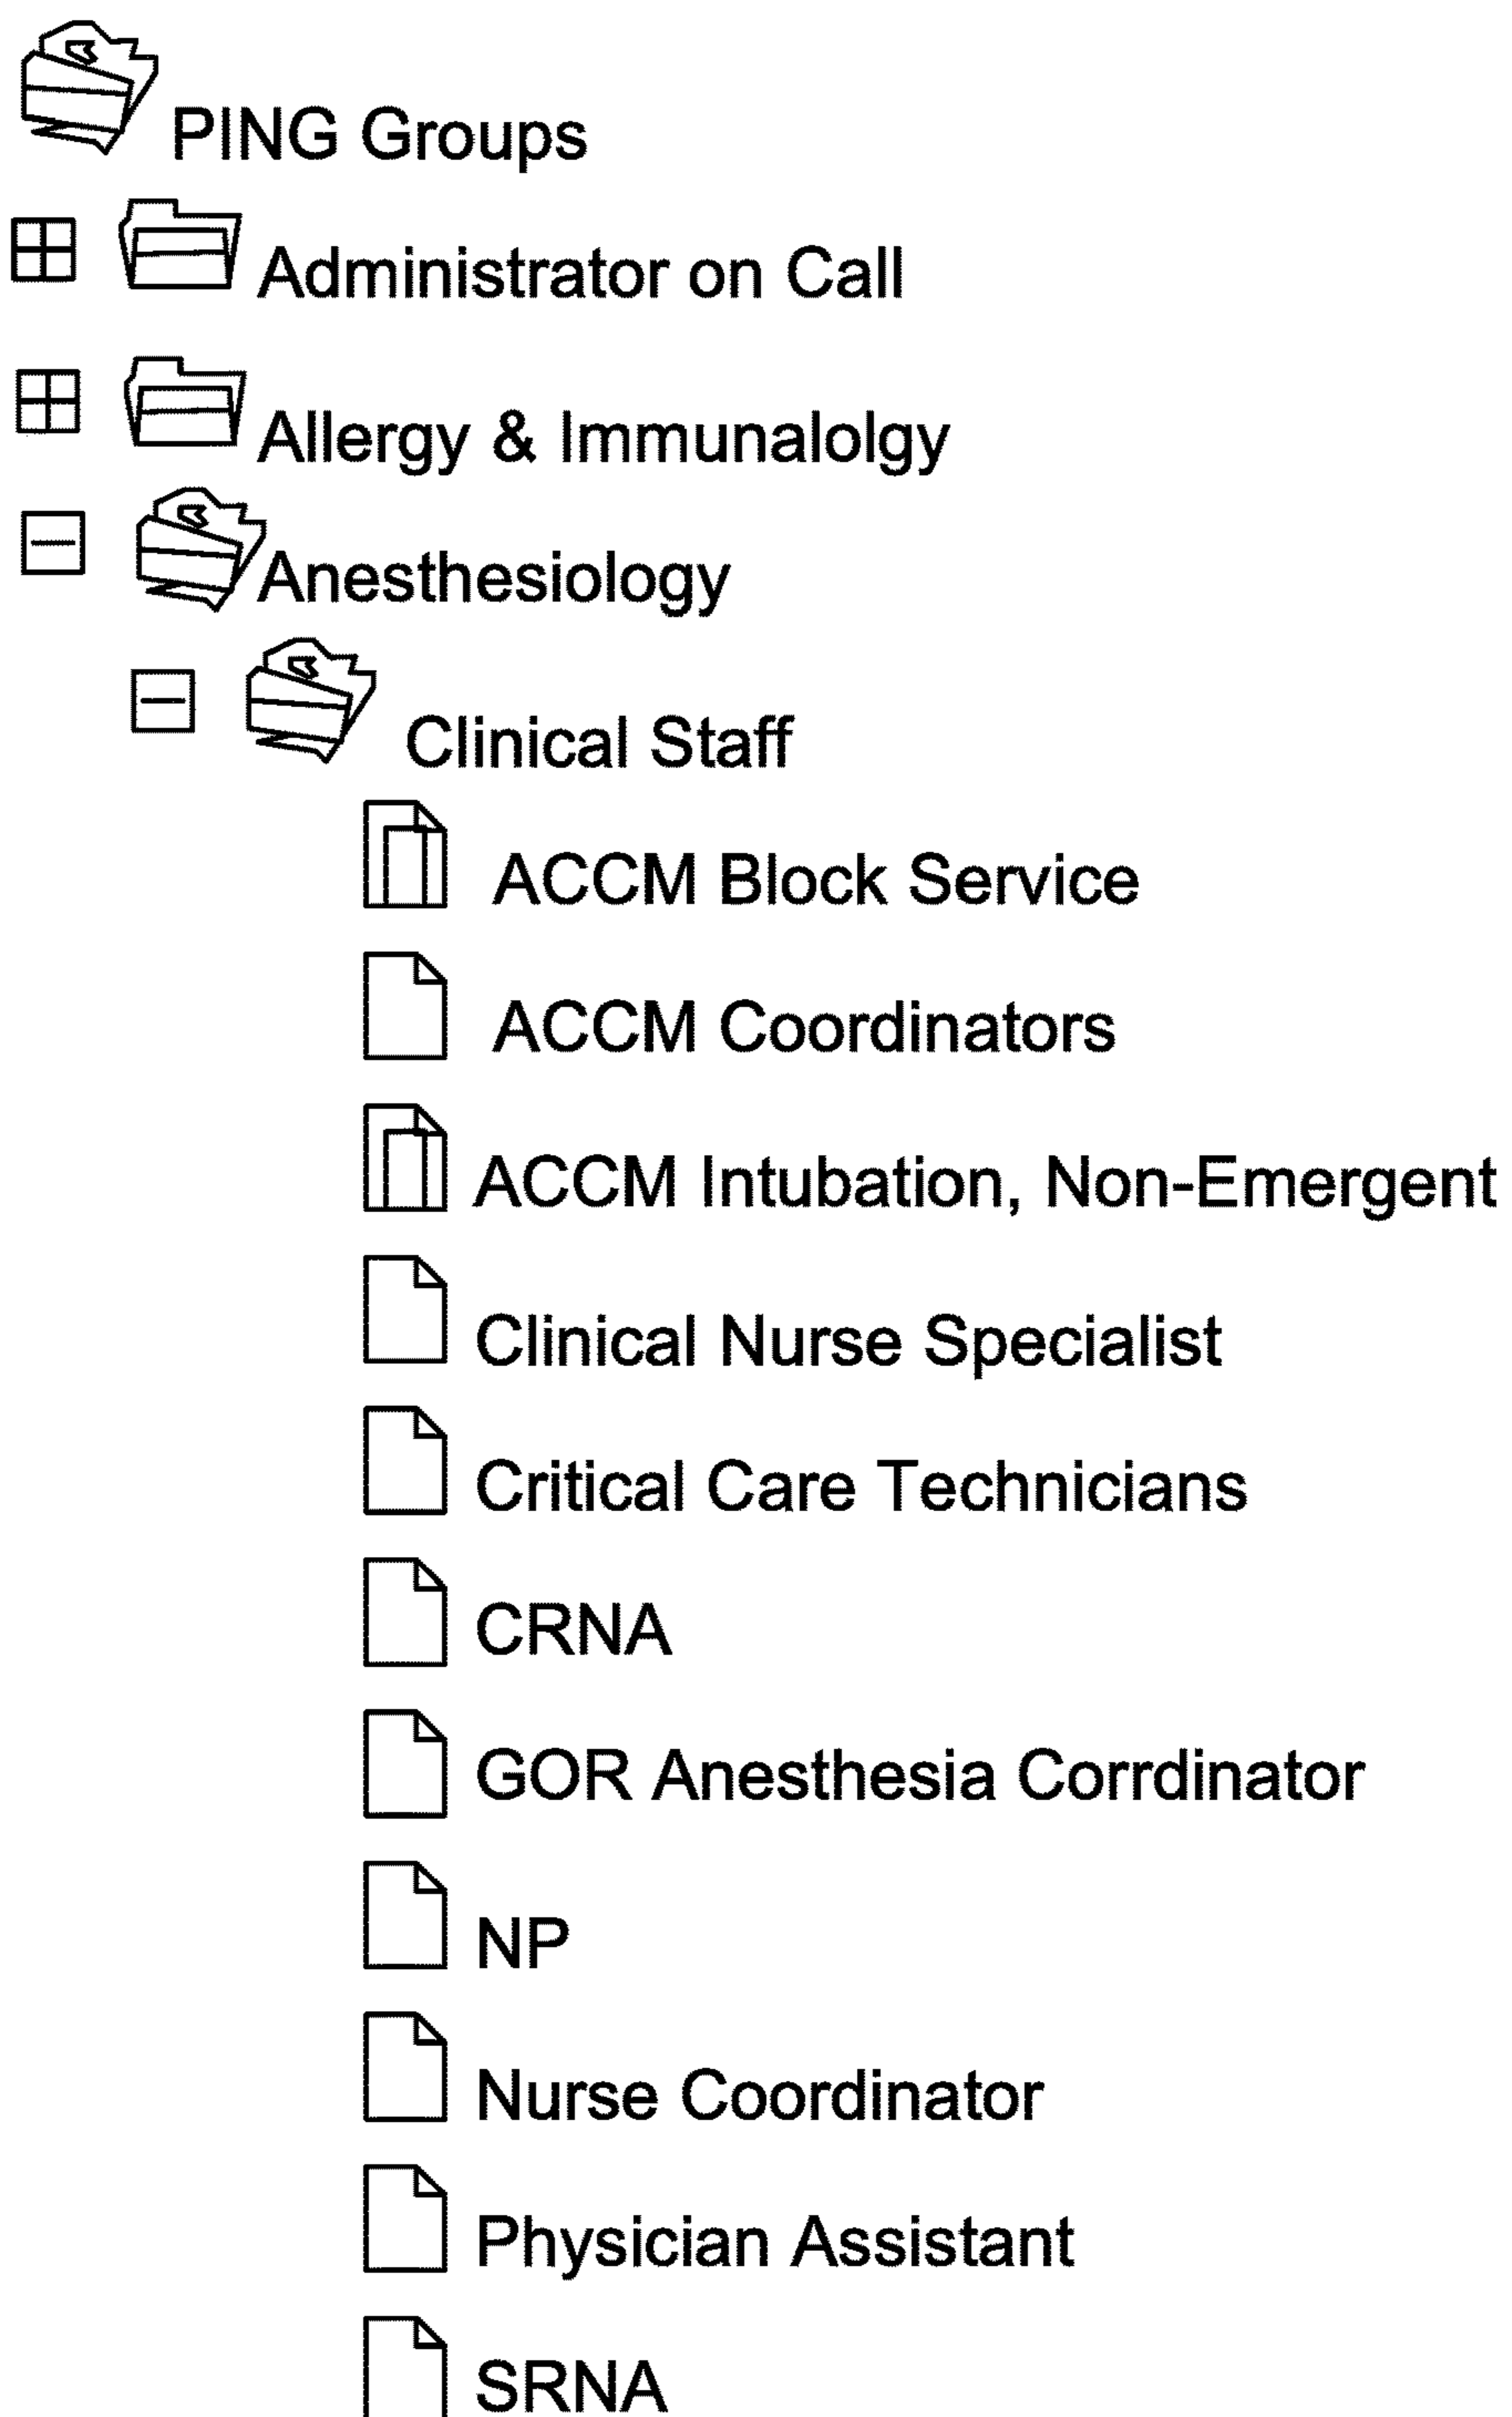 PING Groups
Administrator on Call
Allergy & Immunalolgy
Anesthesiology
Clinical Staff
ACCM Block Service
ACCM Coordinators
ACCM Intubation, Non-Emergent
Clinical Nurse Specialist
Critical Care Technicians
CRNA
GOR Anesthesia Corrdinator
NP
Nurse Coordinator
Physician Assistant
SRNA